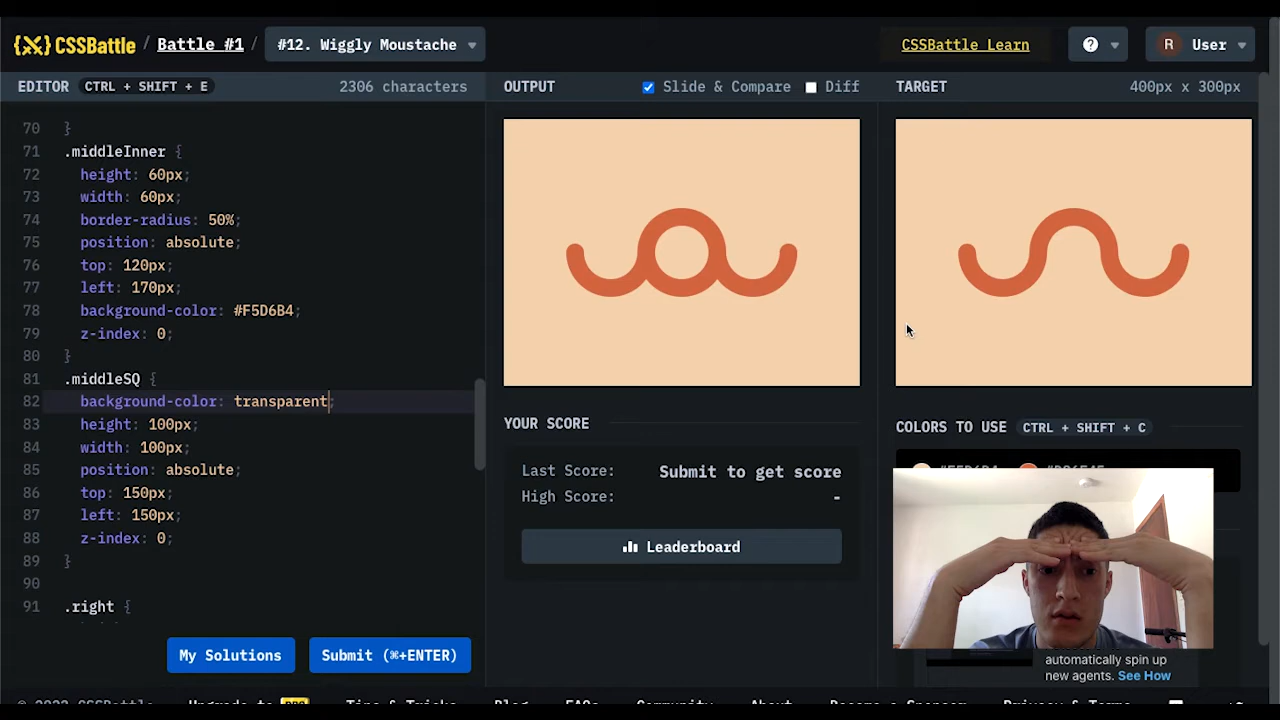 {X} CSSBattle / Battle #1 / #12. Wiggly Moustache
CSSBattle Learn
? R User
EDITOR CTRL + SHIFT + E 2306 characters
OUTPUT Slide & Compare Diff
TARGET 400px x 300px
70 }
71 .middleInner {
72 height: 60px;
73 width: 60px;
74 border-radius: 50%;
75 position: absolute;
76 top: 120px;
77 left: 170px;
78 background-color: #F5D6B4;
79 z-index: 0;
80 }
81 .middleSQ {
82 background-color: transparent;
83 height: 100px;
84 width: 100px;
85 position: absolute;
86 top: 150px;
87 left: 150px;
88 z-index: 0;
89 }
90
91 .right {
My Solutions Submit (⌘+ENTER)
YOUR SCORE
Last Score: Submit to get score
High Score: -
Leaderboard
COLORS TO USE CTRL + SHIFT + C
automatically spin up
new agents. See How